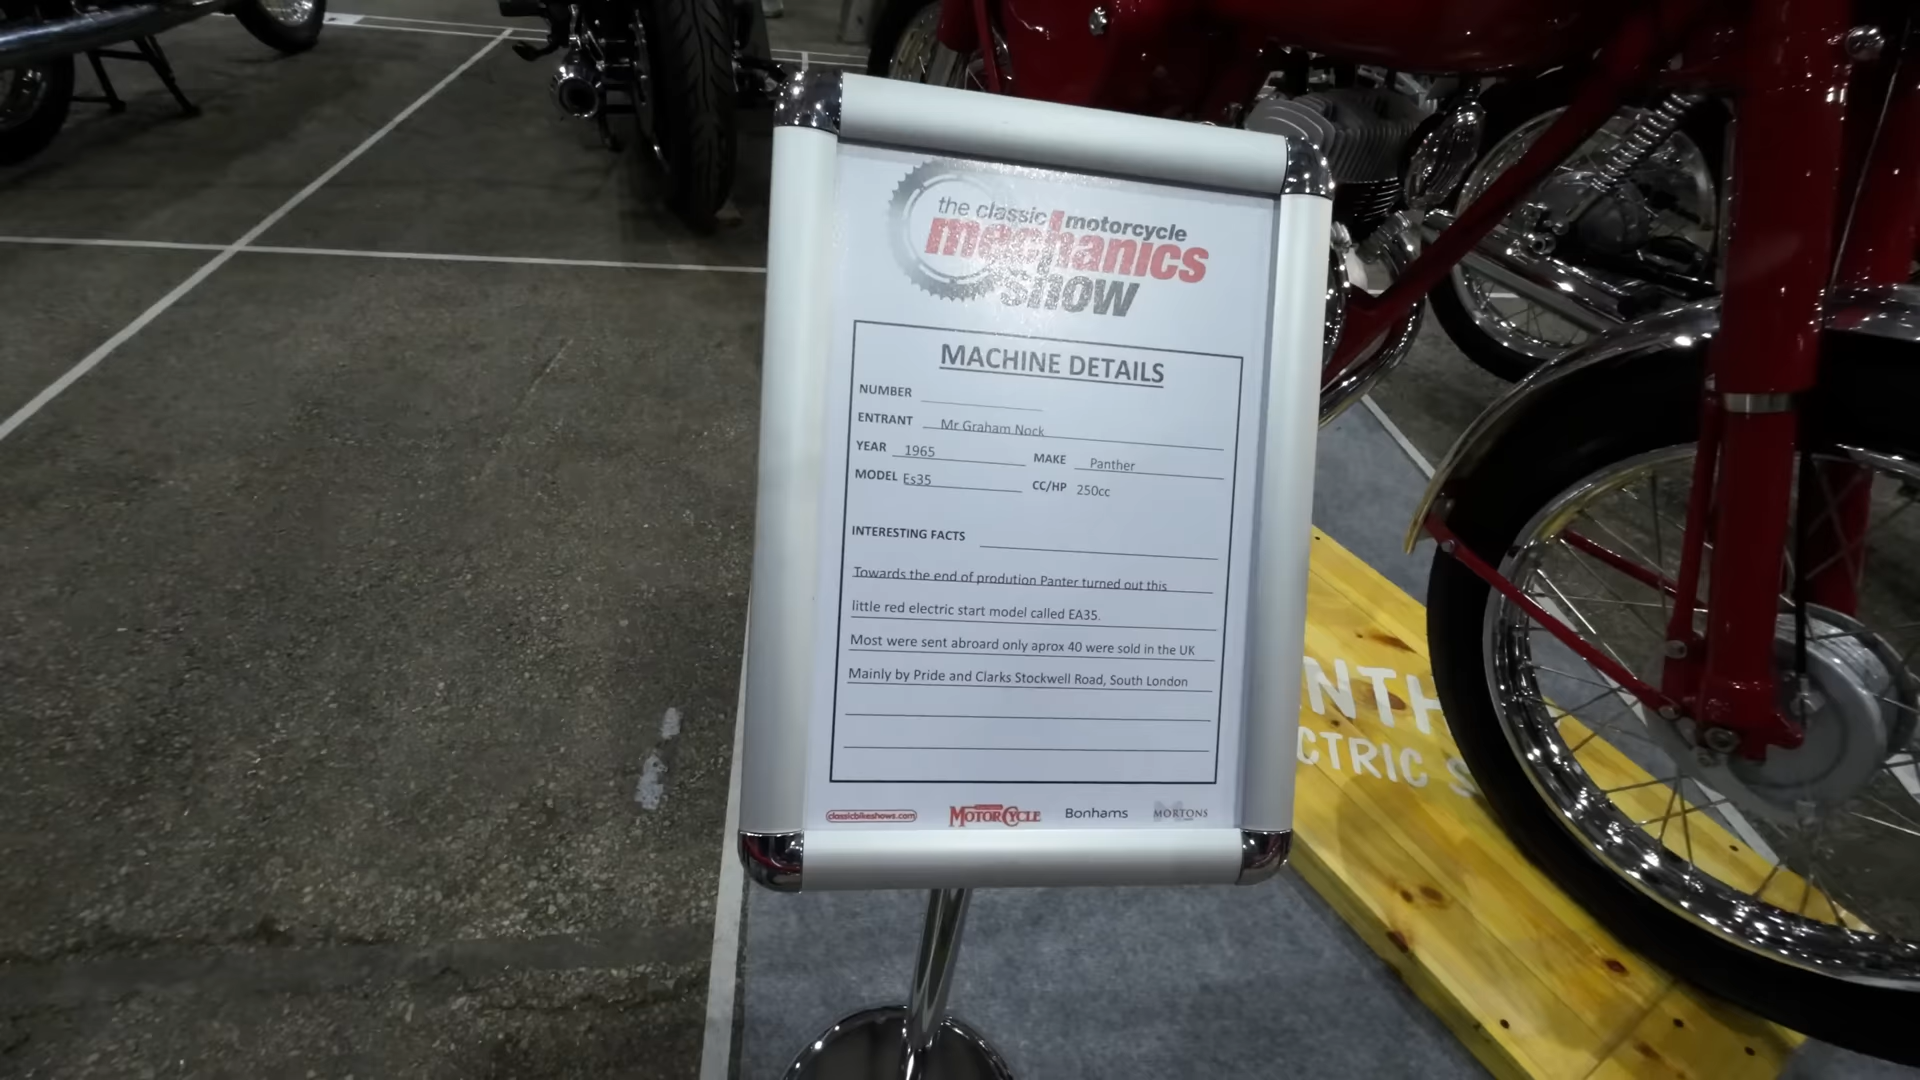 the classic motorcycle
mechanics
show
MACHINE DETAILS
NUMBER
ENTRANT Mr Graham Nock
YEAR 1965 MAKE Panther
MODEL Es35 CC/HP 250cc
INTERESTING FACTS
Towards the end of prodution Panter turned out this
little red electric start model called EA35.
Most were sent abroard only aprox 40 were sold in the UK
Mainly by Pride and Clarks Stockwell Road, South London
classicbikeshows.com MOTORCYCLE Bonhams MORTONS
NTH
CTRIC S